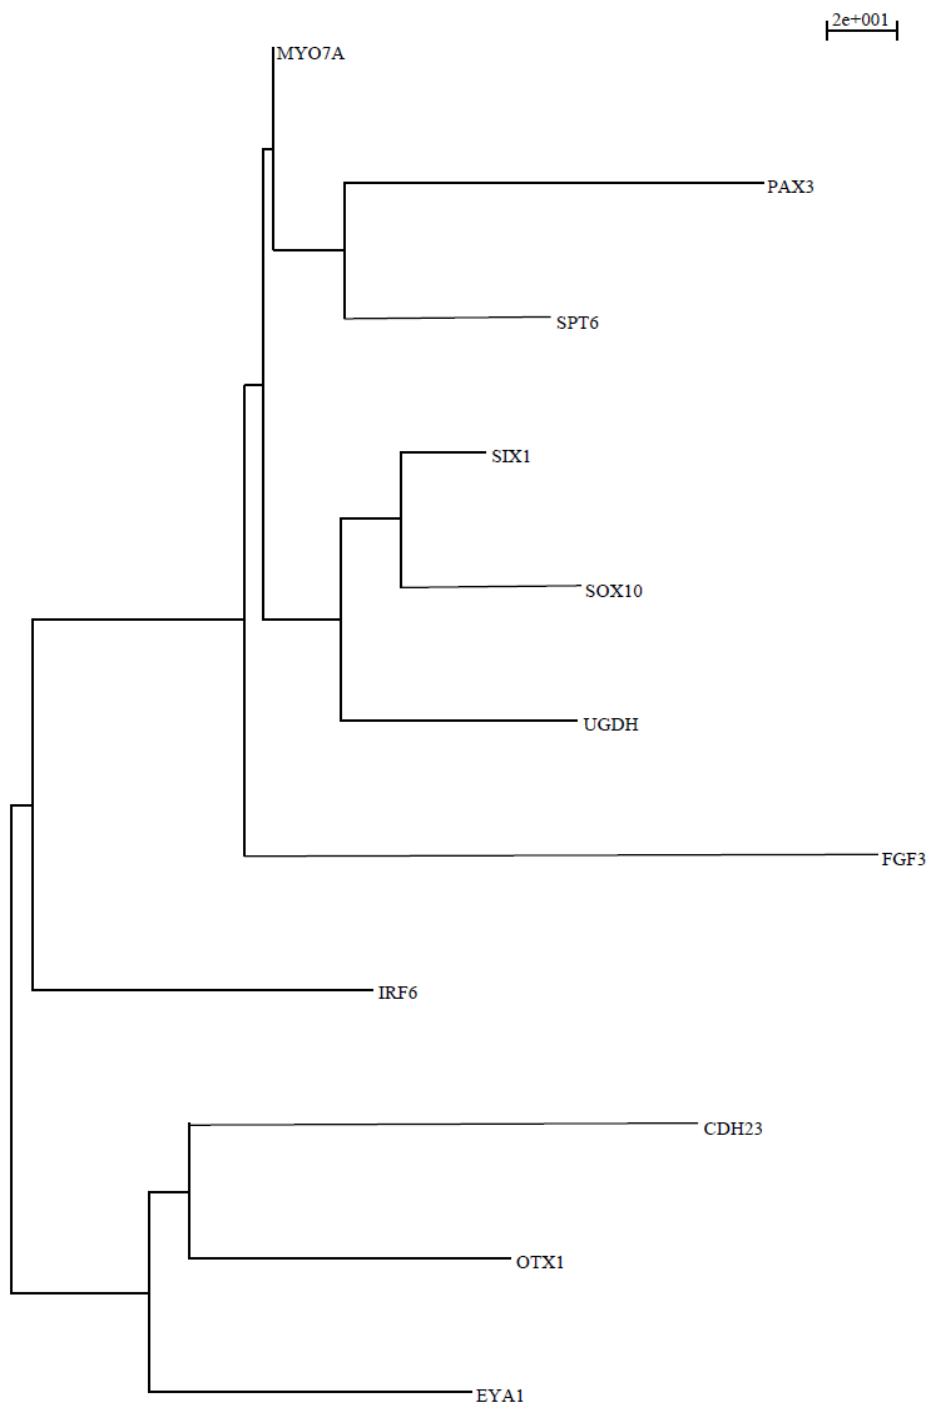 2e+001
MYO7A
PAX3
SPT6
SIX1
SOX10
UGDH
FGF3
IRF6
CDH23
OTX1
EYA1